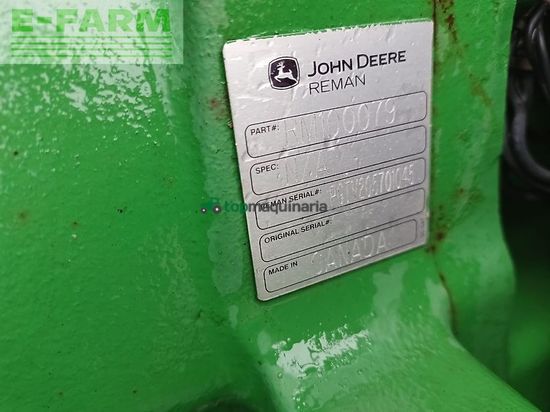 E-FARM
JOHN DEERE
REMAN
PART#:
SPEC: N/A
REMAN SERIAL#:
topmaquinaria
ORIGINAL SERIAL#:
MADE IN CANADA